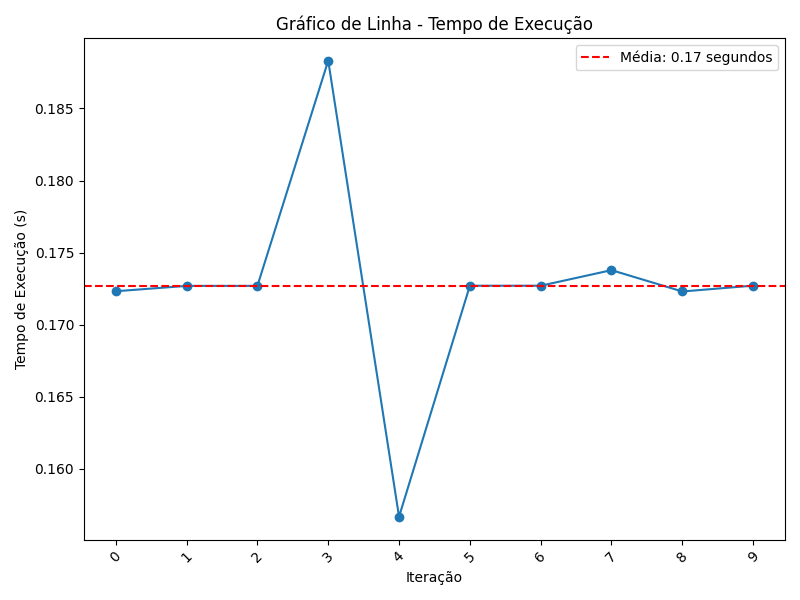 Gráfico de Linha - Tempo de Execução
Média: 0.17 segundos
Tempo de Execução (s)
0.185
0.180
0.175
0.170
0.165
0.160
0 1 2 3 4 5 6 7 8 9
Iteração